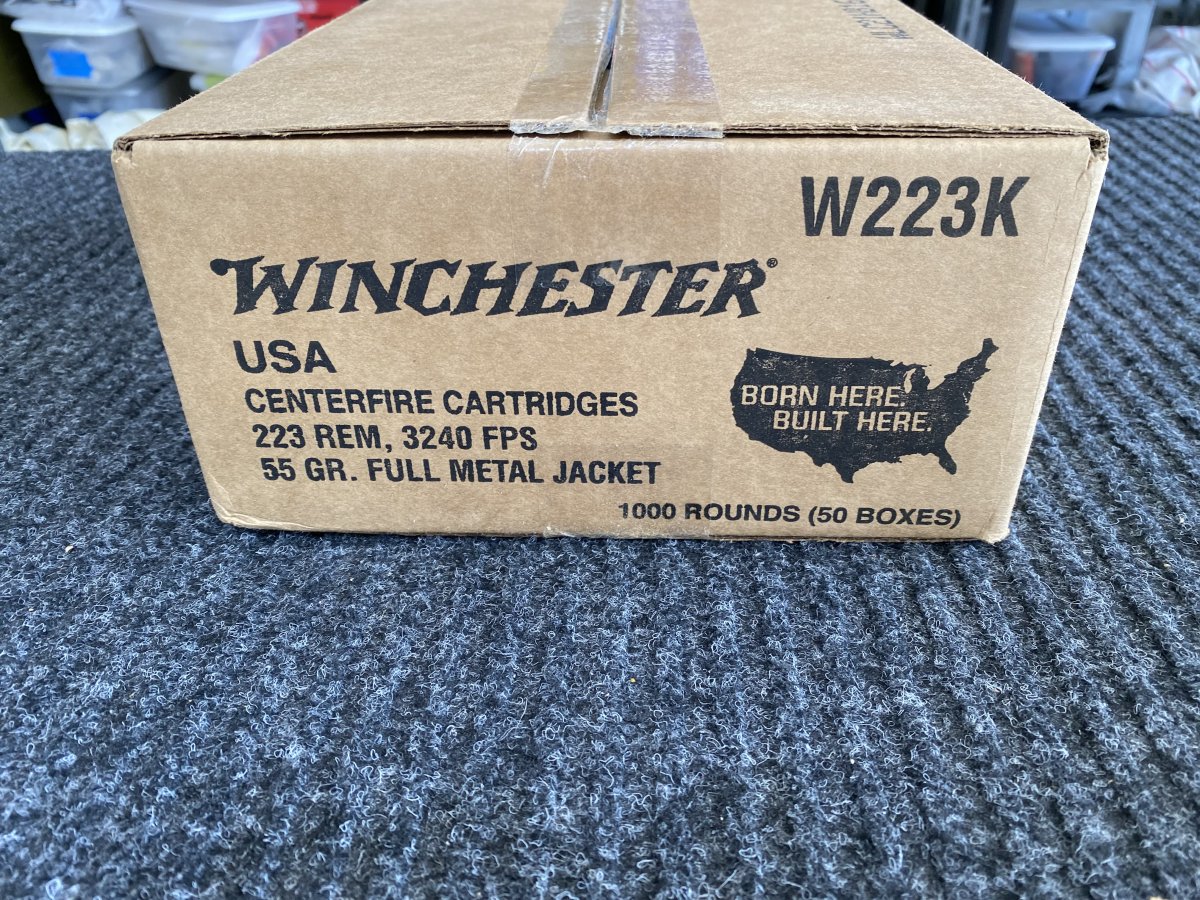 W223K
WINCHESTER®
USA
CENTERFIRE CARTRIDGES
223 REM, 3240 FPS
55 GR. FULL METAL JACKET
BORN HERE.
BUILT HERE.
1000 ROUNDS (50 BOXES)